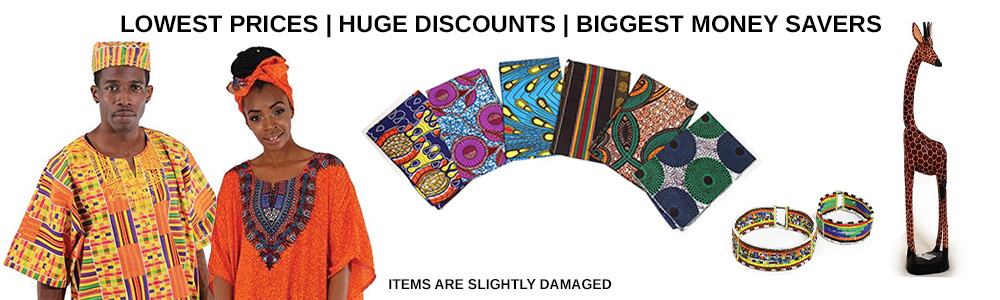 LOWEST PRICES | HUGE DISCOUNTS | BIGGEST MONEY SAVERS
ITEMS ARE SLIGHTLY DAMAGED